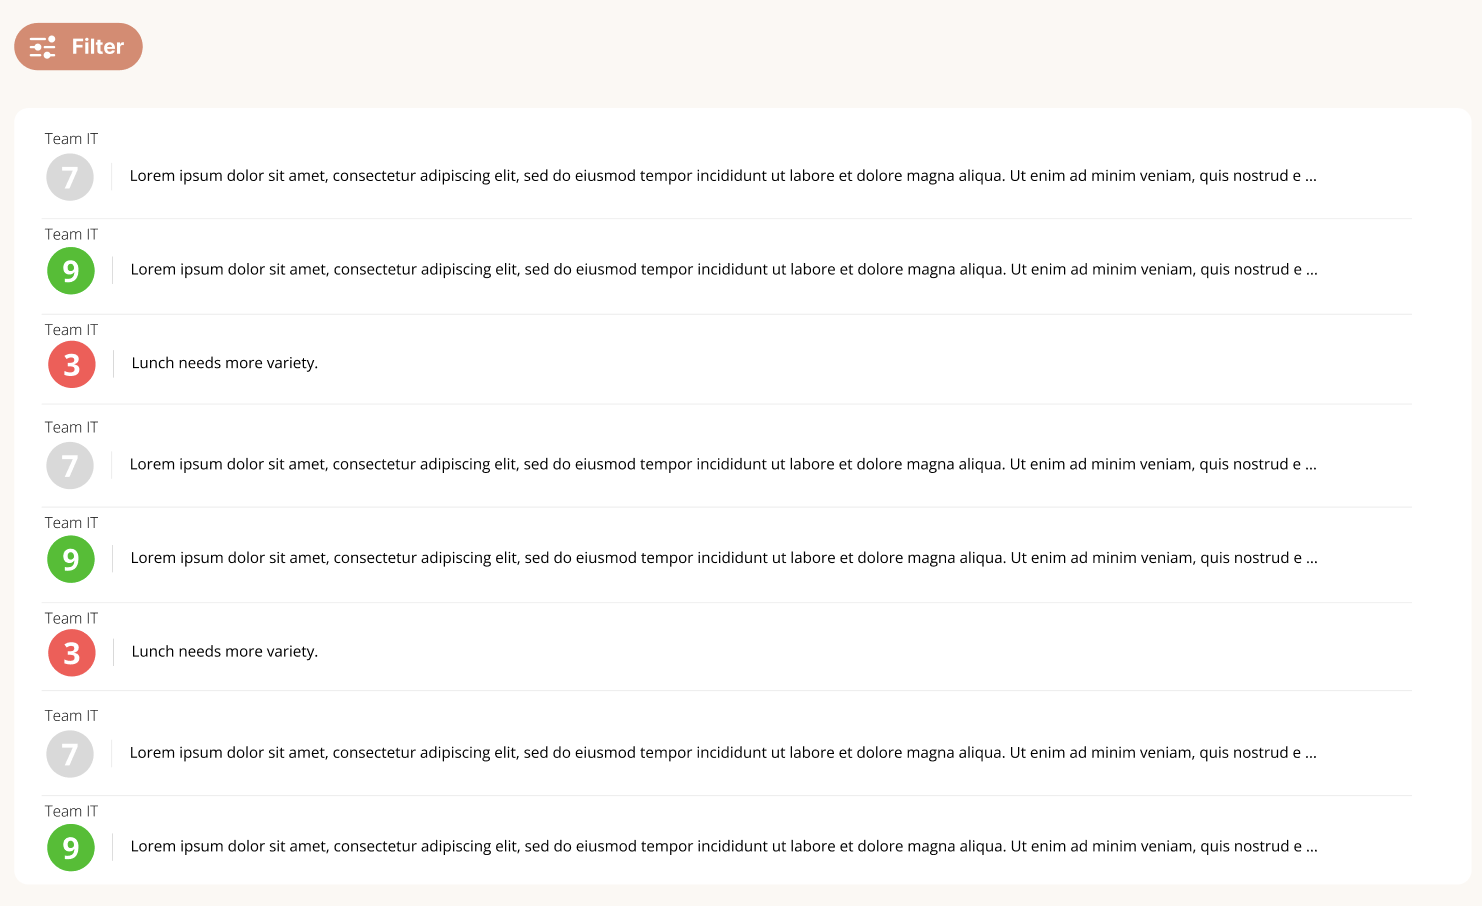 Filter
Team IT
7
Lorem ipsum dolor sit amet, consectetur adipiscing elit, sed do eiusmod tempor incididunt ut labore et dolore magna aliqua. Ut enim ad minim veniam, quis nostrud e ...
Team IT
9
Lorem ipsum dolor sit amet, consectetur adipiscing elit, sed do eiusmod tempor incididunt ut labore et dolore magna aliqua. Ut enim ad minim veniam, quis nostrud e ...
Team IT
3
Lunch needs more variety.
Team IT
7
Lorem ipsum dolor sit amet, consectetur adipiscing elit, sed do eiusmod tempor incididunt ut labore et dolore magna aliqua. Ut enim ad minim veniam, quis nostrud e ...
Team IT
9
Lorem ipsum dolor sit amet, consectetur adipiscing elit, sed do eiusmod tempor incididunt ut labore et dolore magna aliqua. Ut enim ad minim veniam, quis nostrud e ...
Team IT
3
Lunch needs more variety.
Team IT
7
Lorem ipsum dolor sit amet, consectetur adipiscing elit, sed do eiusmod tempor incididunt ut labore et dolore magna aliqua. Ut enim ad minim veniam, quis nostrud e ...
Team IT
9
Lorem ipsum dolor sit amet, consectetur adipiscing elit, sed do eiusmod tempor incididunt ut labore et dolore magna aliqua. Ut enim ad minim veniam, quis nostrud e ...